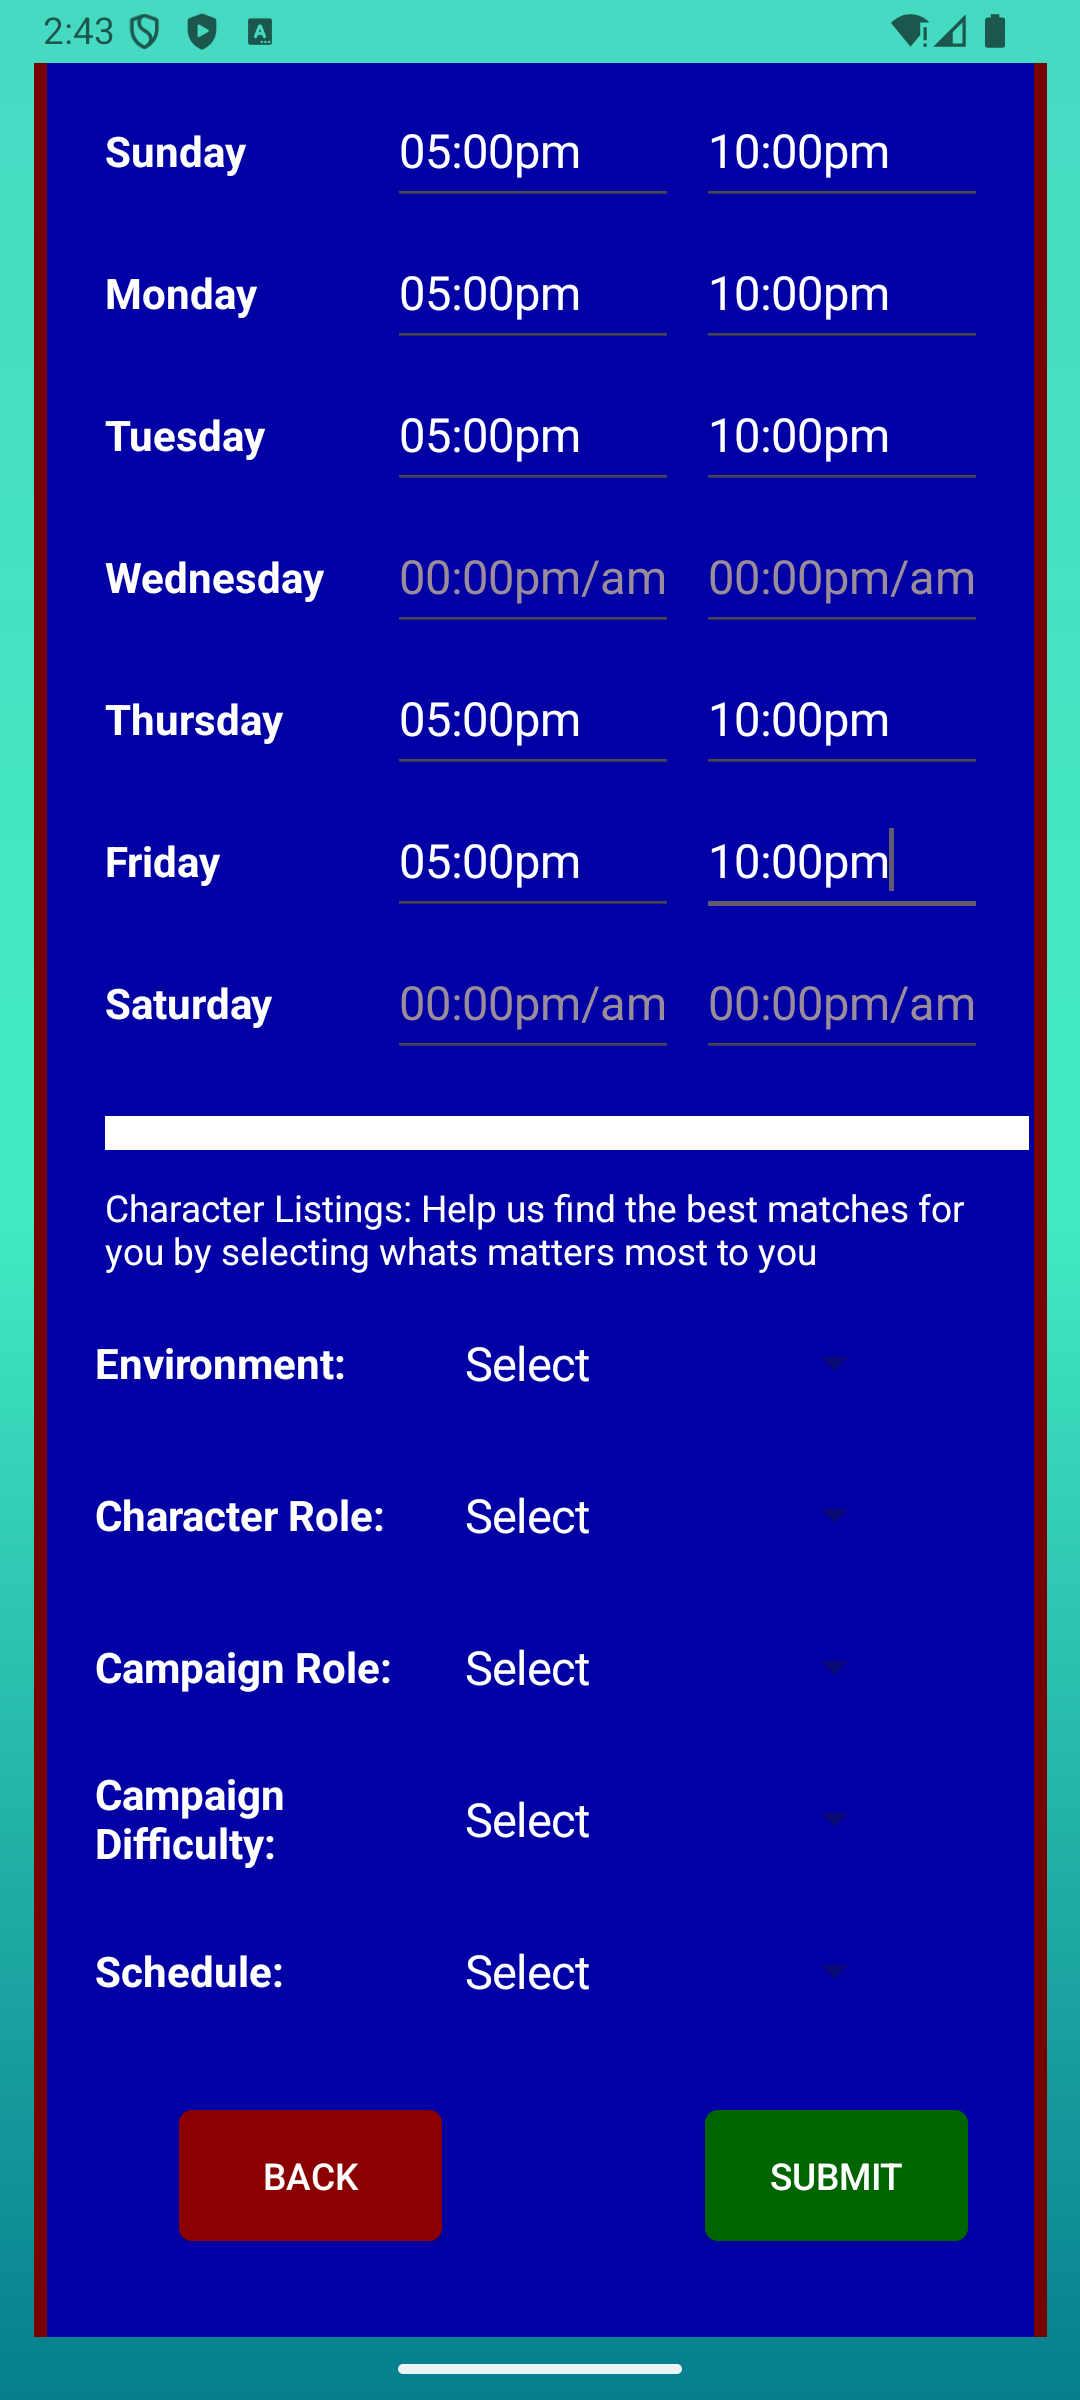 2:43
Sunday 05:00pm 10:00pm
Monday 05:00pm 10:00pm
Tuesday 05:00pm 10:00pm
Wednesday 00:00pm/am 00:00pm/am
Thursday 05:00pm 10:00pm
Friday 05:00pm 10:00pm
Saturday 00:00pm/am 00:00pm/am
Character Listings: Help us find the best matches for
you by selecting whats matters most to you
Environment: Select
Character Role: Select
Campaign Role: Select
Campaign
Difficulty: Select
Schedule: Select
BACK SUBMIT